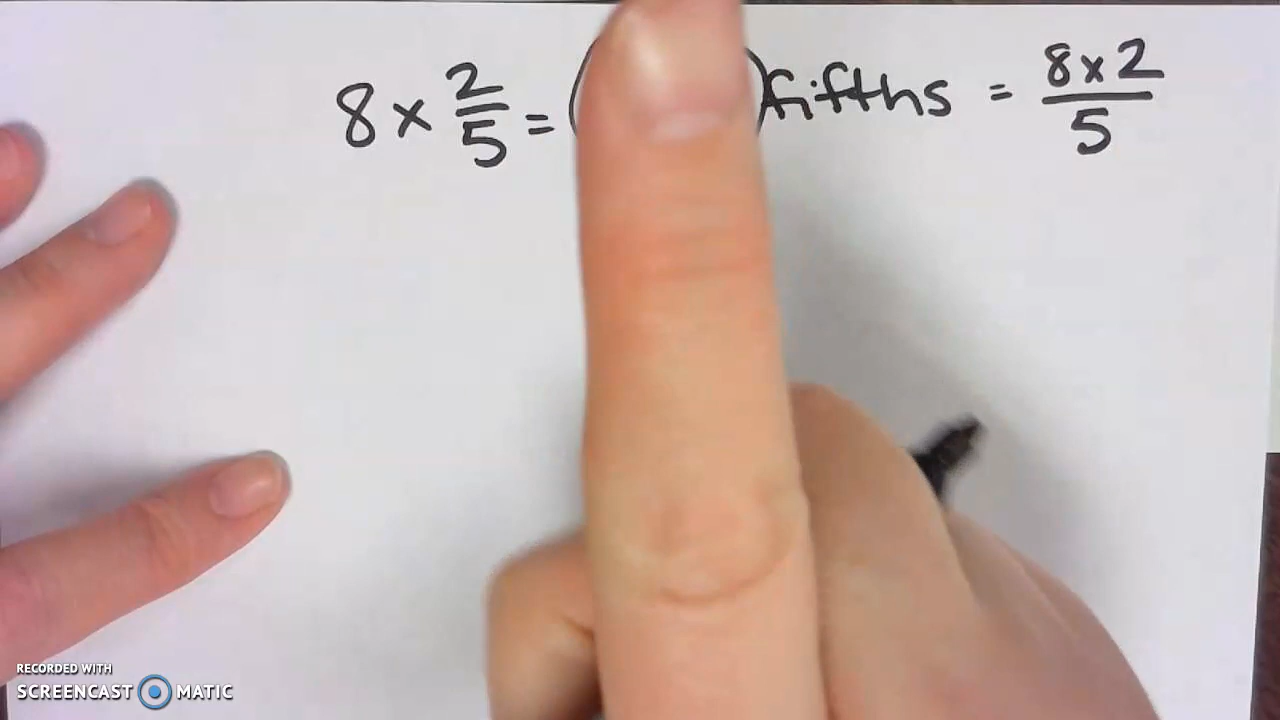 8 × 2/5 = ( ) fifths = 8 × 2/5
RECORDED WITH
SCREENCAST MATIC